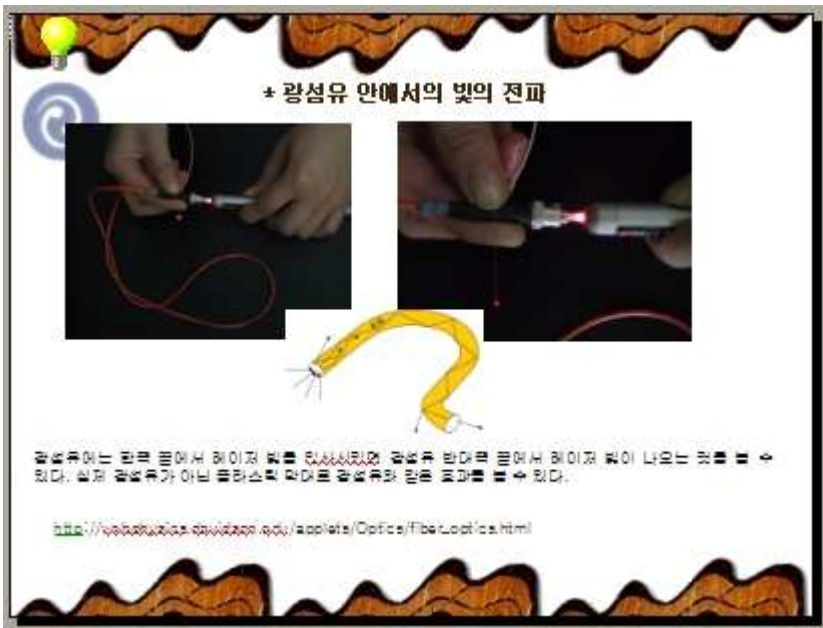 * 광섬유 안에서의 빛의 전파
광섬유에는 한쪽 끝에서 레이저 빛을 입사시키면 광섬유 반대쪽 끝에서 레이저 빛이 나오는 것을 볼 수
있다. 실제 광섬유가 아닌 플라스틱 막대로 광섬유와 같은 효과를 볼 수 있다.
http://webphysics.davidson.edu/applets/Optics/fiber_optics.html